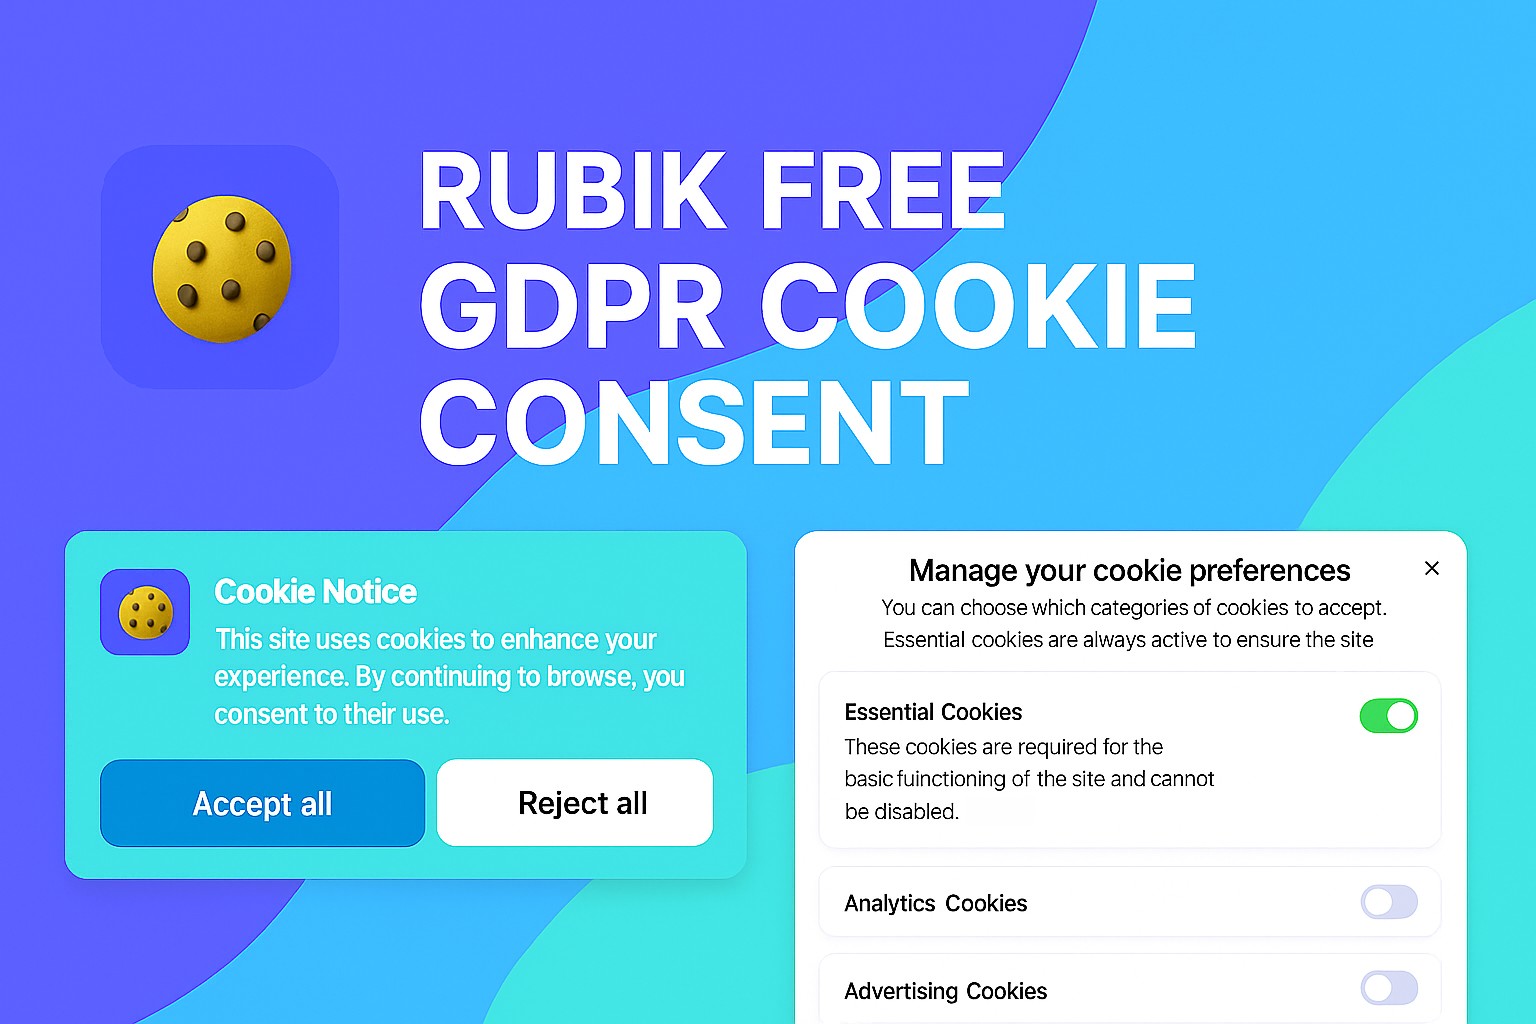 RUBIK FREE
GDPR COOKIE
CONSENT
Cookie Notice
This site uses cookies to enhance your
experience. By continuing to browse, you
consent to their use.
Accept all
Reject all
Manage your cookie preferences
You can choose which categories of cookies to accept.
Essential cookies are always active to ensure the site
Essential Cookies
These cookies are required for the
basic fuinctioning of the site and cannot
be disabled.
Analytics Cookies
Advertising Cookies